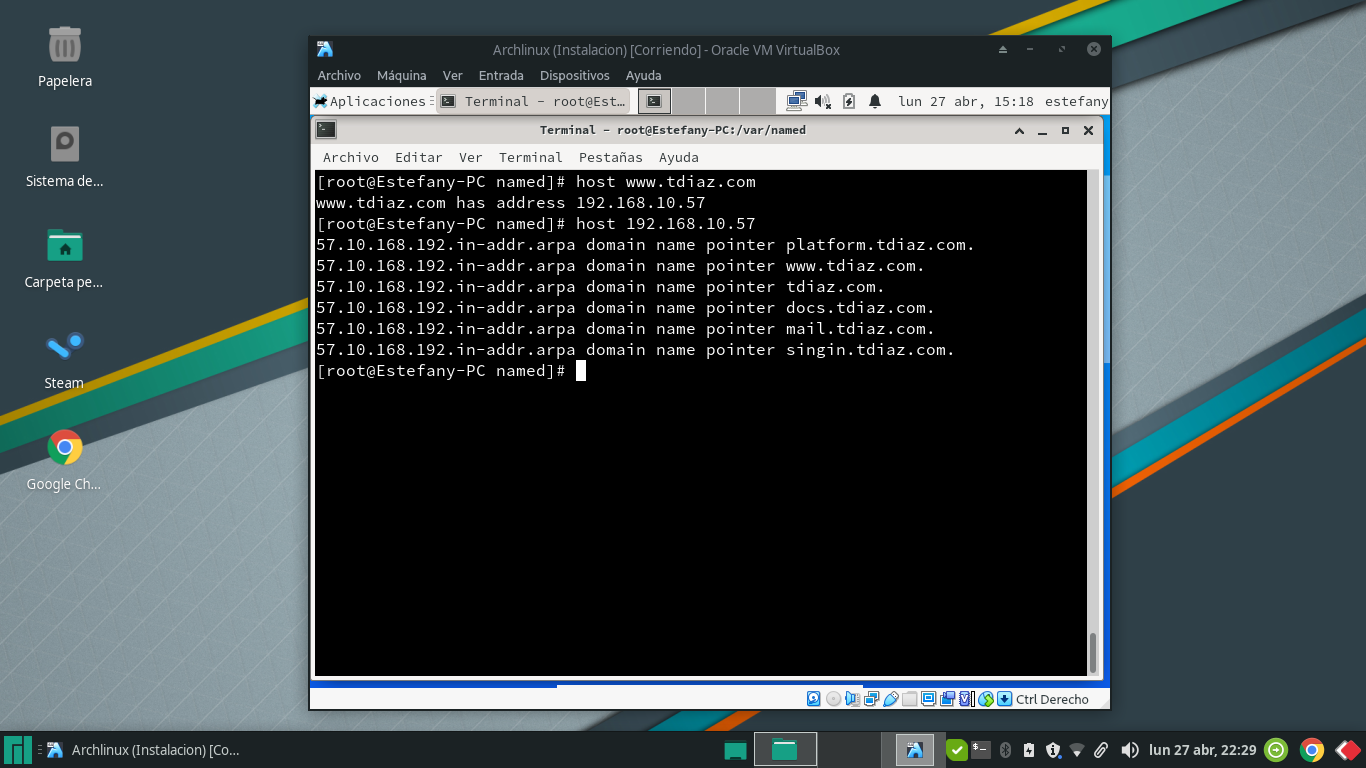 Papelera
Sistema de...
Carpeta pe...
Steam
Google Ch...
Archlinux (Instalacion) [Corriendo] - Oracle VM VirtualBox
Archivo Máquina Ver Entrada Dispositivos Ayuda
Aplicaciones Terminal - root@Est... lun 27 abr, 15:18 estefany
Terminal - root@Estefany-PC:/var/named
Archivo Editar Ver Terminal Pestañas Ayuda
[root@Estefany-PC named]# host www.tdiaz.com
www.tdiaz.com has address 192.168.10.57
[root@Estefany-PC named]# host 192.168.10.57
57.10.168.192.in-addr.arpa domain name pointer platform.tdiaz.com.
57.10.168.192.in-addr.arpa domain name pointer www.tdiaz.com.
57.10.168.192.in-addr.arpa domain name pointer tdiaz.com.
57.10.168.192.in-addr.arpa domain name pointer docs.tdiaz.com.
57.10.168.192.in-addr.arpa domain name pointer mail.tdiaz.com.
57.10.168.192.in-addr.arpa domain name pointer singin.tdiaz.com.
[root@Estefany-PC named]#
Ctrl Derecho
Archlinux (Instalacion) [Co... lun 27 abr, 22:29